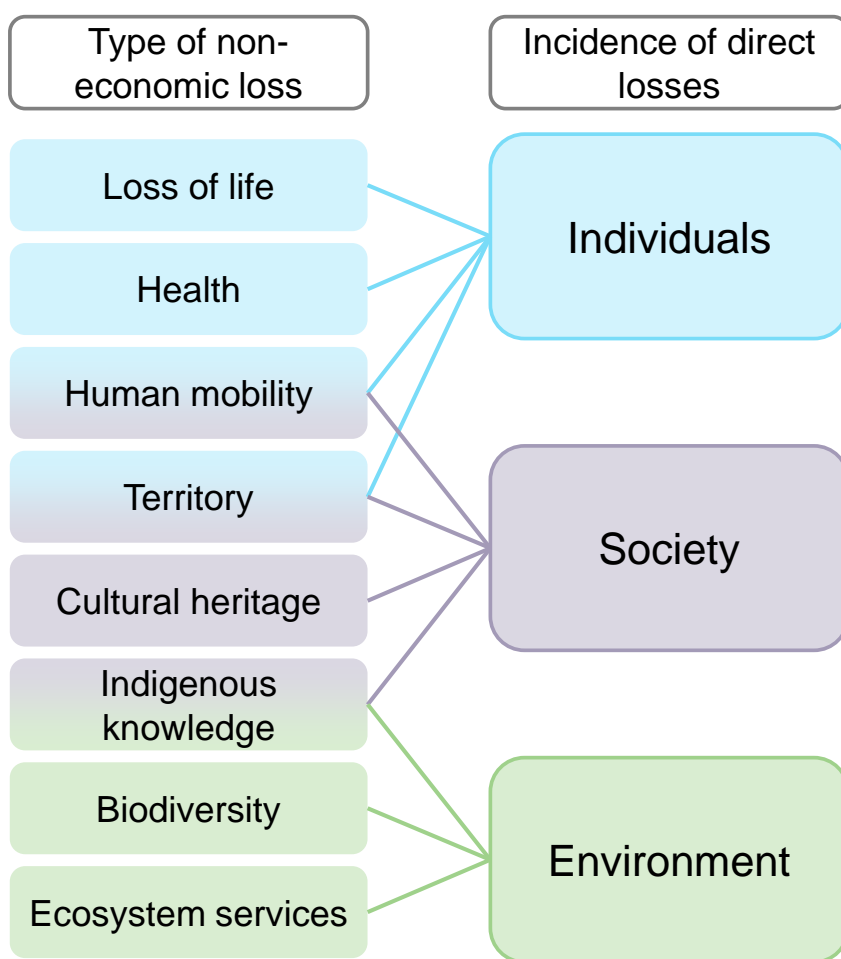 Type of non-
economic loss
Incidence of direct
losses
Loss of life
Health
Human mobility
Territory
Cultural heritage
Indigenous
knowledge
Biodiversity
Ecosystem services
Individuals
Society
Environment